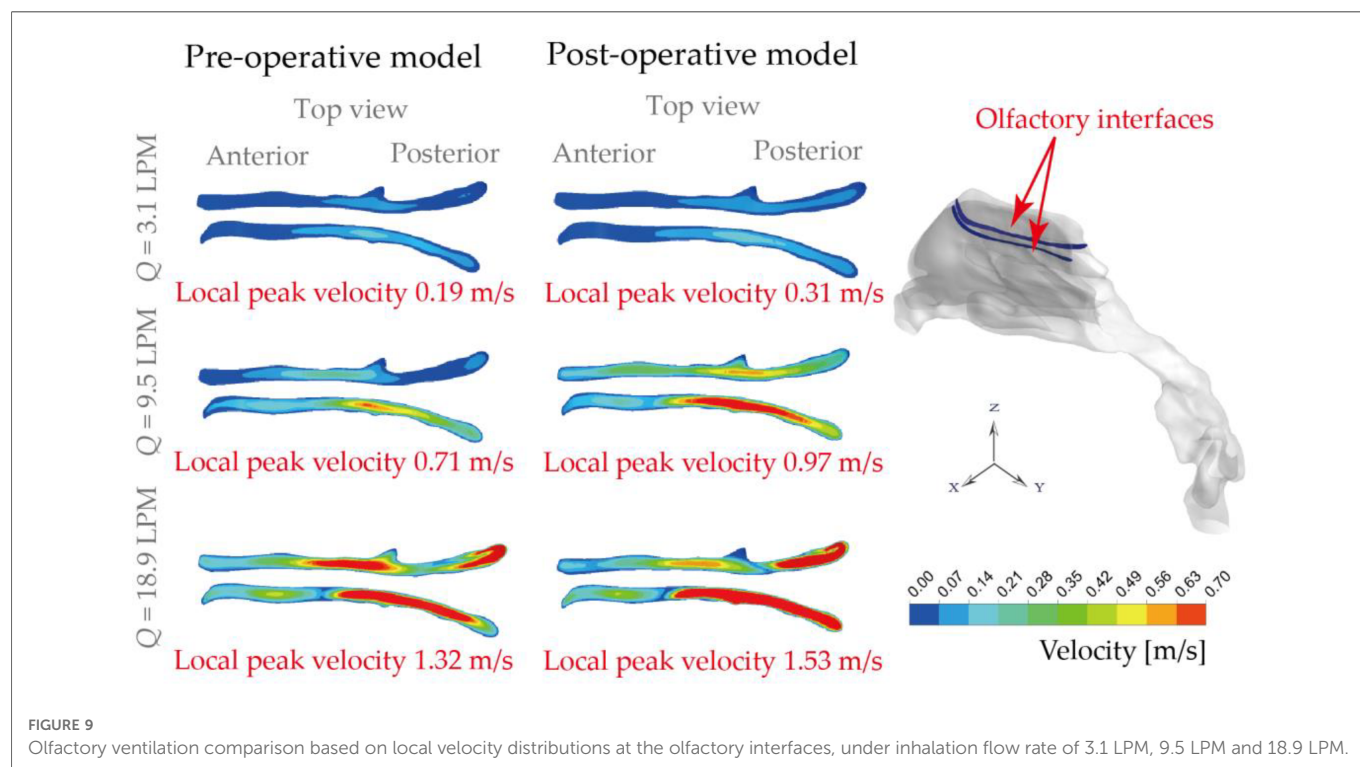 Pre-operative model
Post-operative model
Top view
Top view
Olfactory interfaces
Anterior
Posterior
Anterior
Posterior
Q = 3.1 LPM
Local peak velocity 0.19 m/s
Local peak velocity 0.31 m/s
Q = 9.5 LPM
Local peak velocity 0.71 m/s
Local peak velocity 0.97 m/s
Z
X
Y
Q = 18.9 LPM
Local peak velocity 1.32 m/s
Local peak velocity 1.53 m/s
0.00 0.07 0.14 0.21 0.28 0.35 0.42 0.49 0.56 0.63 0.70
Velocity [m/s]
FIGURE 9
Olfactory ventilation comparison based on local velocity distributions at the olfactory interfaces, under inhalation flow rate of 3.1 LPM, 9.5 LPM and 18.9 LPM.